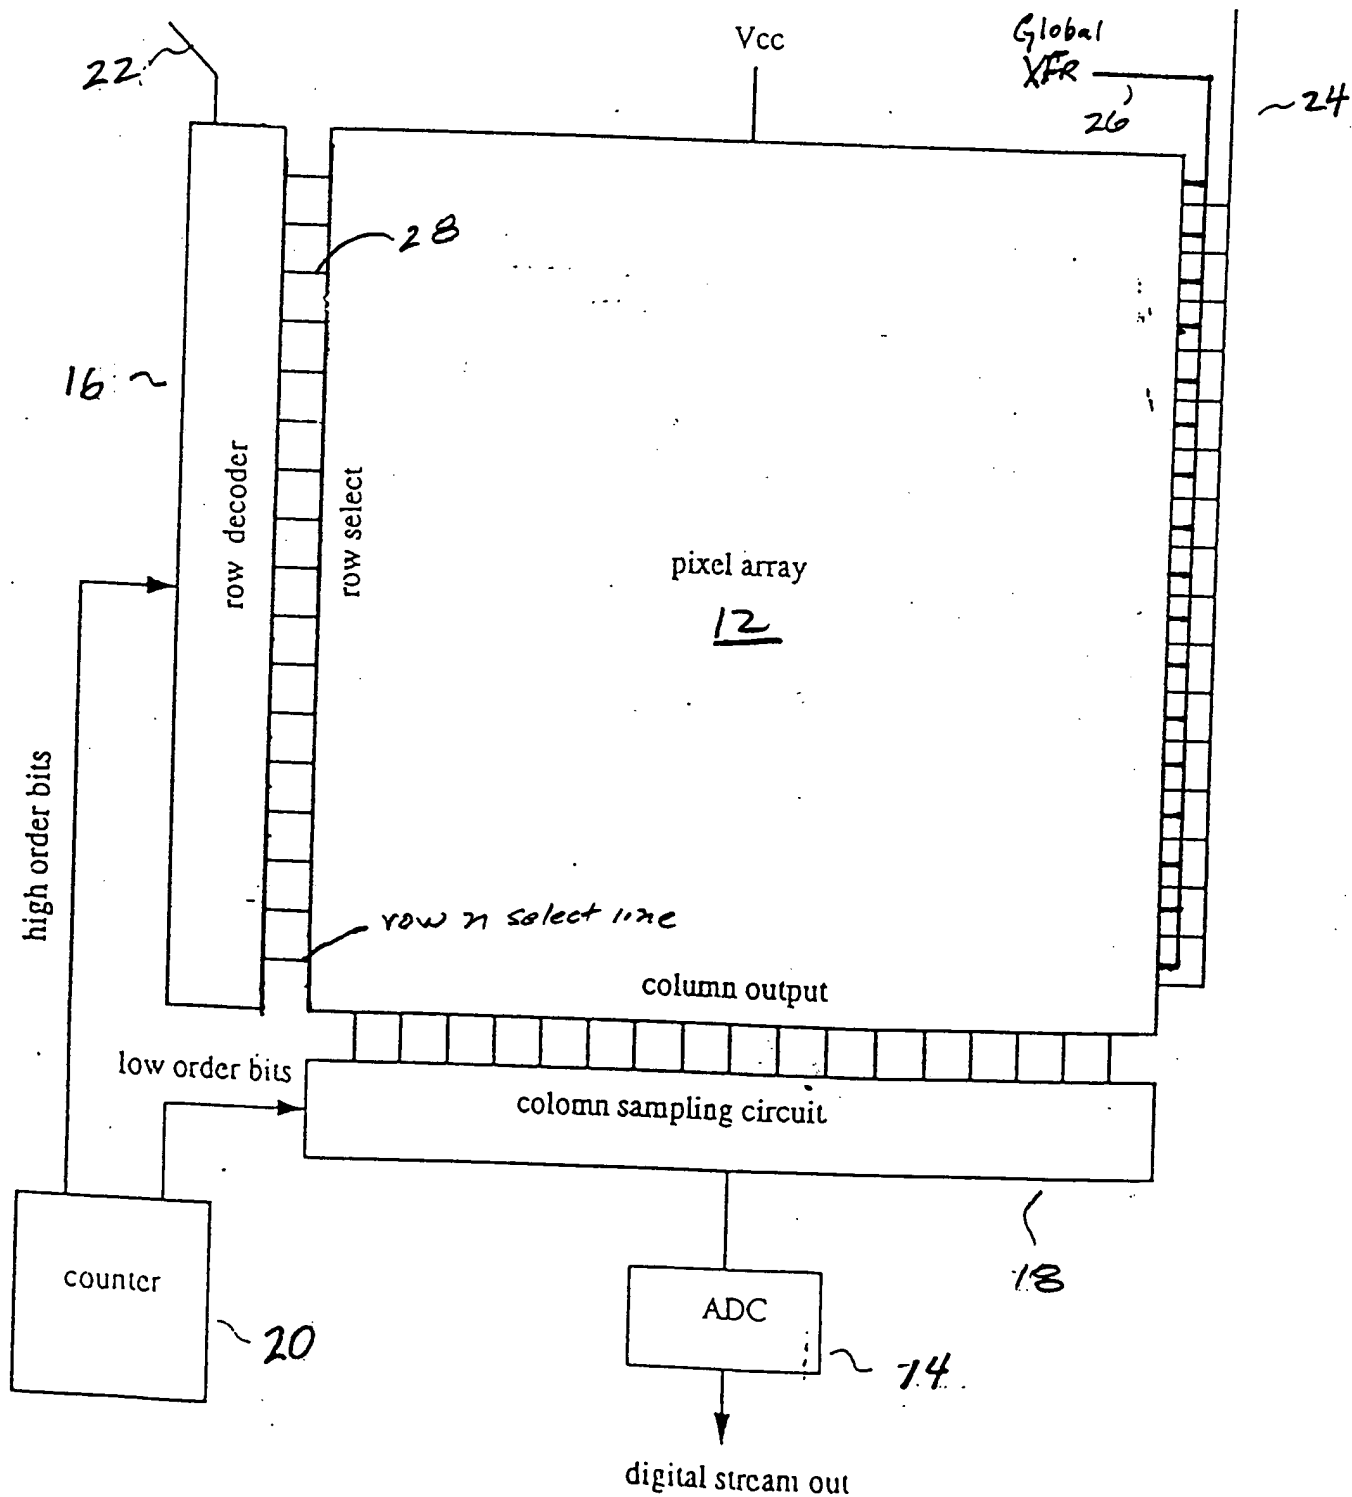 22
Vcc
Global
XFR
26
24
28
16
row decoder
row select
pixel array
12
high order bits
row n select line
column output
low order bits
colomn sampling circuit
18
counter
20
ADC
14
digital stream out